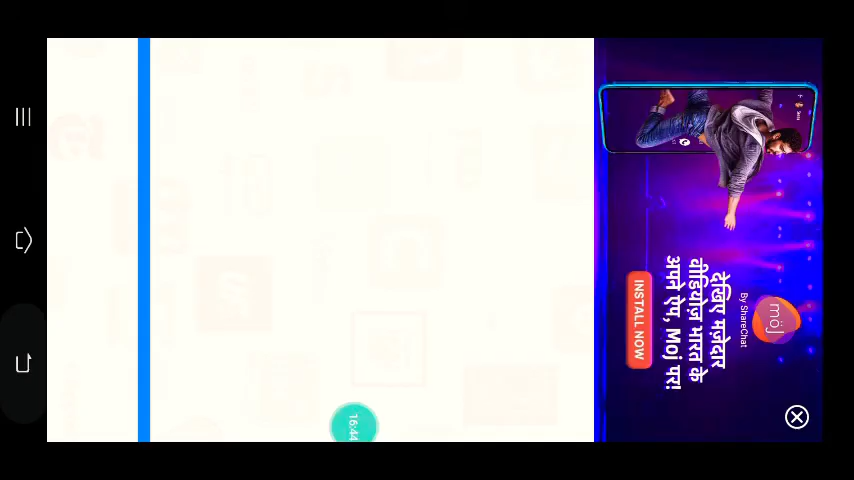 moj
By ShareChat
देखिए मज़ेदार
वीडियोज़ भारत के
अपने ऐप, Moj पर!
INSTALL NOW
16:44